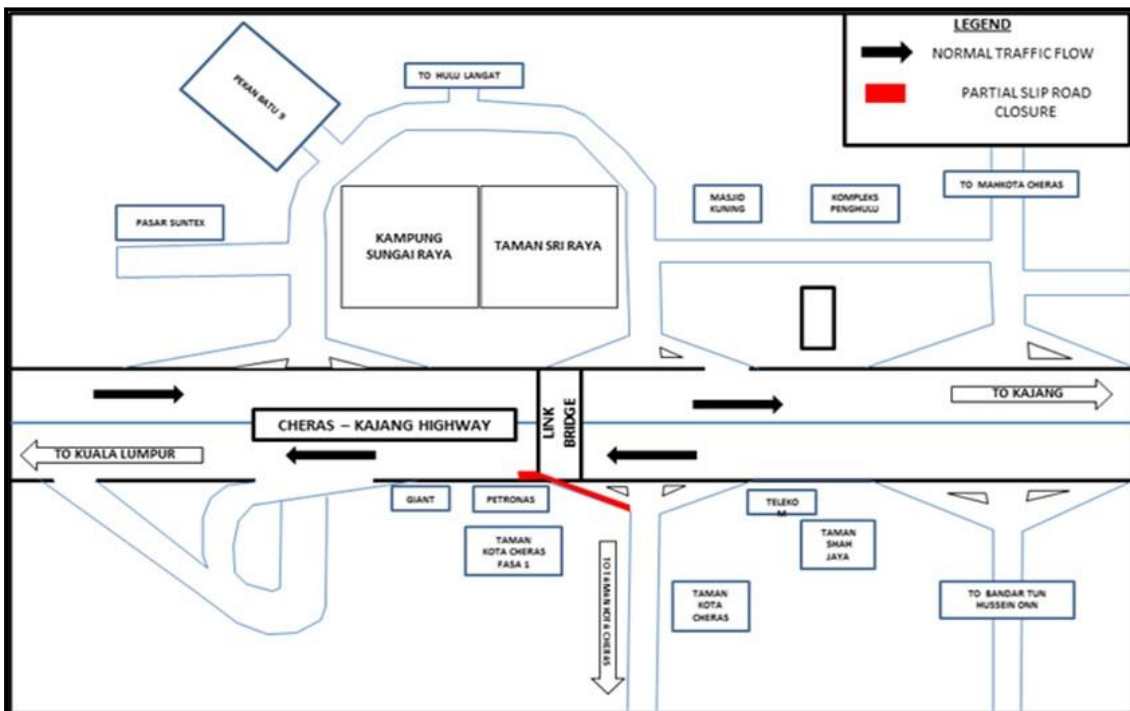 LEGEND
NORMAL TRAFFIC FLOW
PARTIAL SLIP ROAD
CLOSURE
PEKAN BATU 9
TO HULU LANGAT
PASAR SUNTEX
KAMPUNG
SUNGAI RAYA
TAMAN SRI RAYA
MASJID
KUNING
KOMPLEKS
PENGHULU
TO MAHKOTA CHERAS
TO KAJANG
CHERAS – KAJANG HIGHWAY
LINK
BRIDGE
TO KUALA LUMPUR
GIANT
PETRONAS
TAMAN
KOTA CHERAS
FASA 1
TO TAMAN KOTA CHERAS
TELEKO
M
TAMAN
SHAH
JAYA
TAMAN
KOTA
CHERAS
TO BANDAR TUN
HUSSEIN ONN